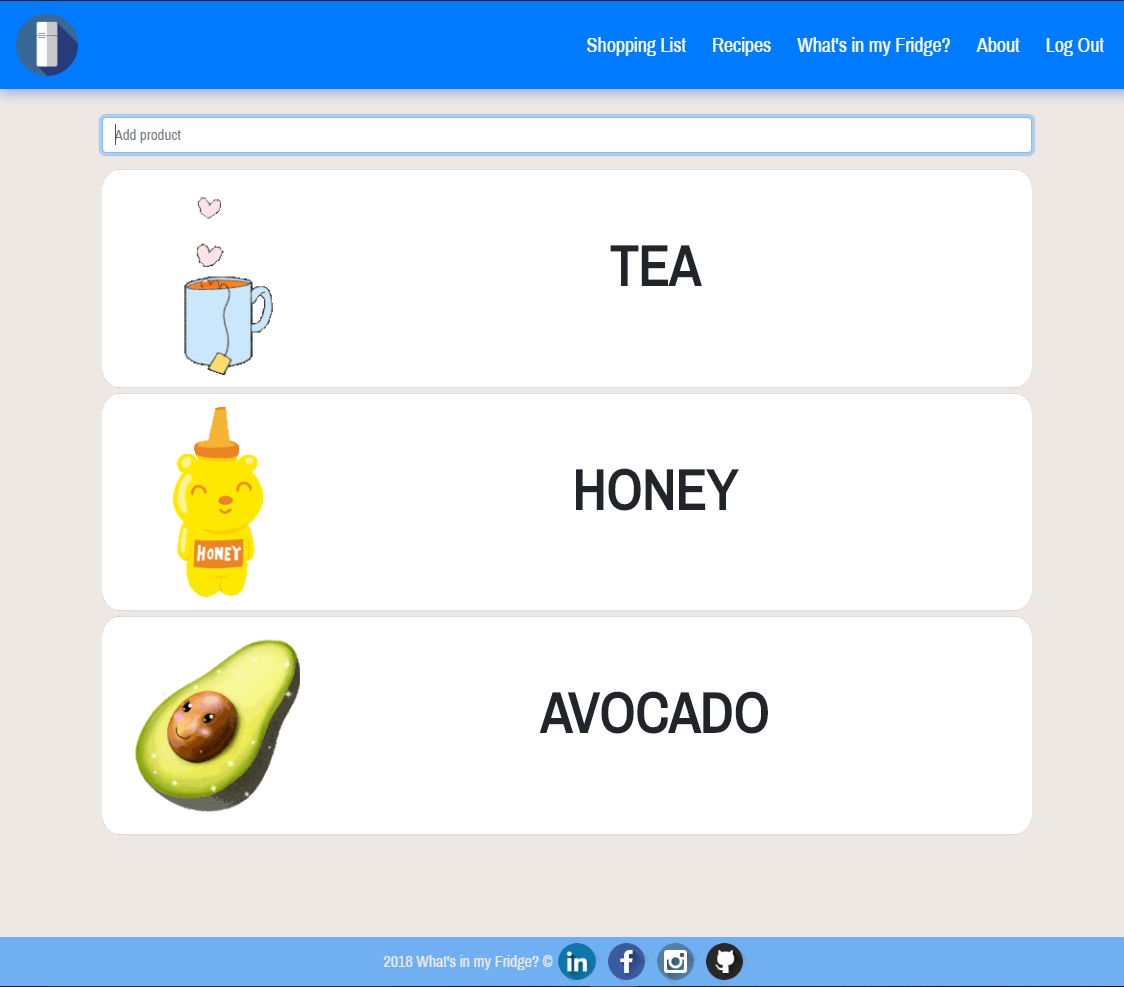 Shopping List Recipes What's in my Fridge? About Log Out
Add product
TEA
HONEY
HONEY
AVOCADO
2018 What's in my Fridge? © in f